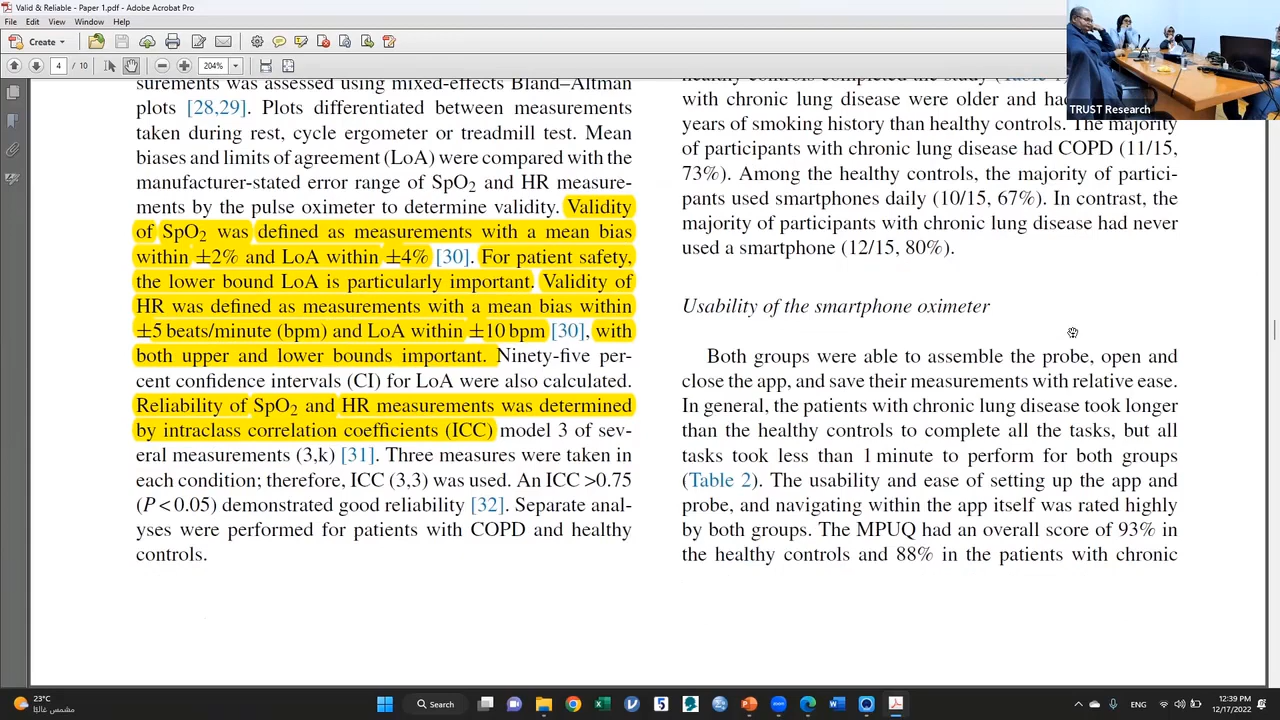 Valid & Reliable - Paper 1.pdf - Adobe Acrobat Pro
File Edit View Window Help
Create
4 / 10
204%
TRUST Research
surements was assessed using mixed-effects Bland–Altman
plots [28,29]. Plots differentiated between measurements
taken during rest, cycle ergometer or treadmill test. Mean
biases and limits of agreement (LoA) were compared with the
manufacturer-stated error range of SpO2 and HR measure-
ments by the pulse oximeter to determine validity. Validity
of SpO2 was defined as measurements with a mean bias
within ±2% and LoA within ±4% [30]. For patient safety,
the lower bound LoA is particularly important. Validity of
HR was defined as measurements with a mean bias within
±5 beats/minute (bpm) and LoA within ±10 bpm [30], with
both upper and lower bounds important. Ninety-five per-
cent confidence intervals (CI) for LoA were also calculated.
Reliability of SpO2 and HR measurements was determined
by intraclass correlation coefficients (ICC) model 3 of sev-
eral measurements (3,k) [31]. Three measures were taken in
each condition; therefore, ICC (3,3) was used. An ICC >0.75
(P < 0.05) demonstrated good reliability [32]. Separate anal-
yses were performed for patients with COPD and healthy
controls.
healthy controls completed the study (Table 1
with chronic lung disease were older and had
years of smoking history than healthy controls. The majority
of participants with chronic lung disease had COPD (11/15,
73%). Among the healthy controls, the majority of partici-
pants used smartphones daily (10/15, 67%). In contrast, the
majority of participants with chronic lung disease had never
used a smartphone (12/15, 80%).
Usability of the smartphone oximeter
Both groups were able to assemble the probe, open and
close the app, and save their measurements with relative ease.
In general, the patients with chronic lung disease took longer
than the healthy controls to complete all the tasks, but all
tasks took less than 1 minute to perform for both groups
(Table 2). The usability and ease of setting up the app and
probe, and navigating within the app itself was rated highly
by both groups. The MPUQ had an overall score of 93% in
the healthy controls and 88% in the patients with chronic
23°C
مشمس غالبًا
Search
ENG
12:39 PM
12/17/2022